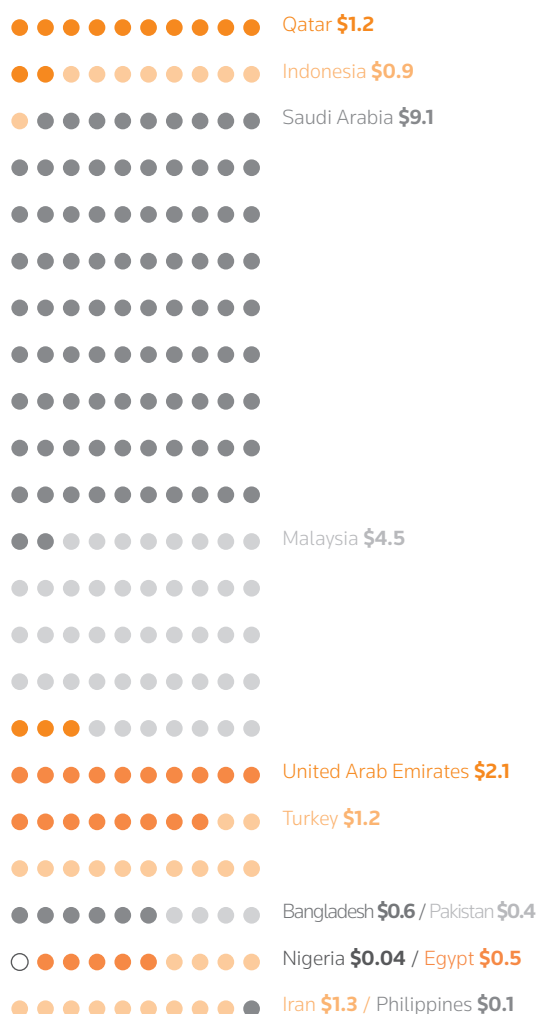 Qatar $1.2
Indonesia $0.9
Saudi Arabia $9.1
Malaysia $4.5
United Arab Emirates $2.1
Turkey $1.2
Bangladesh $0.6 / Pakistan $0.4
Nigeria $0.04 / Egypt $0.5
Iran $1.3 / Philippines $0.1